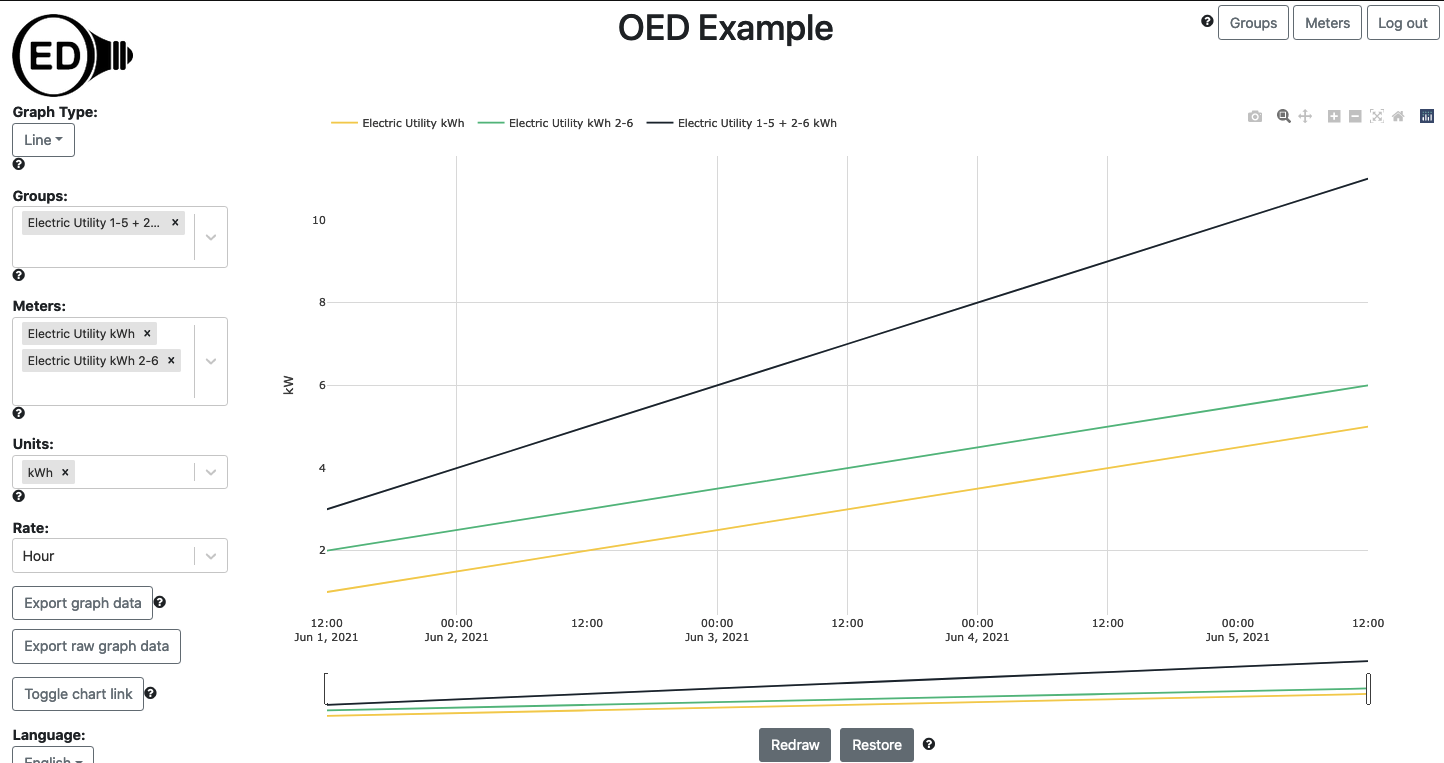 OED Example
Groups
Meters
Log out
ED
Graph Type:
Line
Groups:
Electric Utility 1-5 + 2... ×
Meters:
Electric Utility kWh ×
Electric Utility kWh 2-6 ×
Units:
kWh ×
Rate:
Hour
Export graph data
Export raw graph data
Toggle chart link
Language:
English
Electric Utility kWh
Electric Utility kWh 2-6
Electric Utility 1-5 + 2-6 kWh
kW
10
8
6
4
2
12:00 00:00 12:00 00:00 12:00 00:00 12:00 00:00 12:00
Jun 1, 2021 Jun 2, 2021 Jun 3, 2021 Jun 4, 2021 Jun 5, 2021
Redraw
Restore